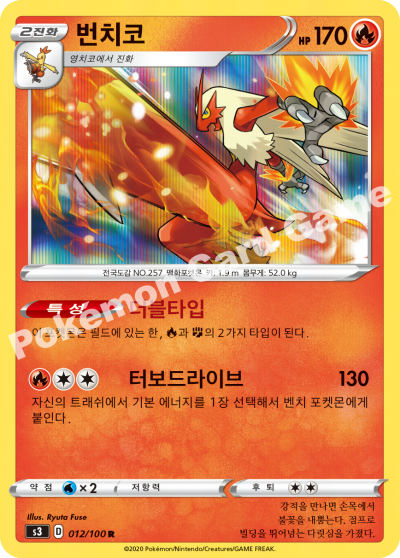 2진화 번치코 HP 170
영치코에서 진화
전국도감 NO.257 맹화포켓몬 키: 1.9 m 몸무게: 52.0 kg
Pokémon Card Game
특성 더블타입
이 포켓몬은 필드에 있는 한, 와 의 2가지 타입이 된다.
터보드라이브 130
자신의 트래쉬에서 기본 에너지를 1장 선택해서 벤치 포켓몬에게
붙인다.
약점 ×2 저항력 후퇴
Illus. Ryuta Fuse
s3 D 012/100 R
강적을 만나면 손목에서
불꽃을 내뿜는다. 점프로
빌딩을 뛰어넘는 다릿심을 가졌다.
©2020 Pokémon/Nintendo/Creatures/GAME FREAK.